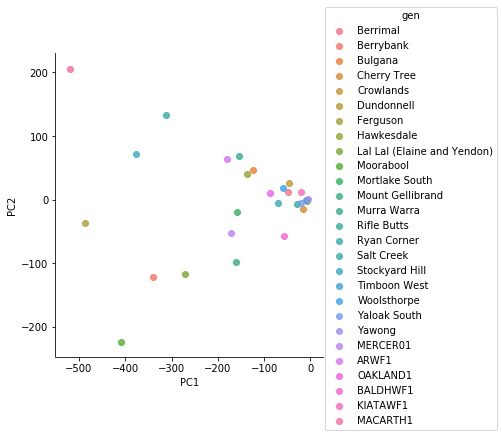 gen
Berrimal
Berrybank
Bulgana
Cherry Tree
Crowlands
Dundonnell
Ferguson
Hawkesdale
Lal Lal (Elaine and Yendon)
Moorabool
Mortlake South
Mount Gellibrand
Murra Warra
Rifle Butts
Ryan Corner
Salt Creek
Stockyard Hill
Timboon West
Woolsthorpe
Yaloak South
Yawong
MERCER01
ARWF1
OAKLAND1
BALDHWF1
KIATAWF1
MACARTH1
PC2
200
100
0
−100
−200
−500 −400 −300 −200 −100 0
PC1